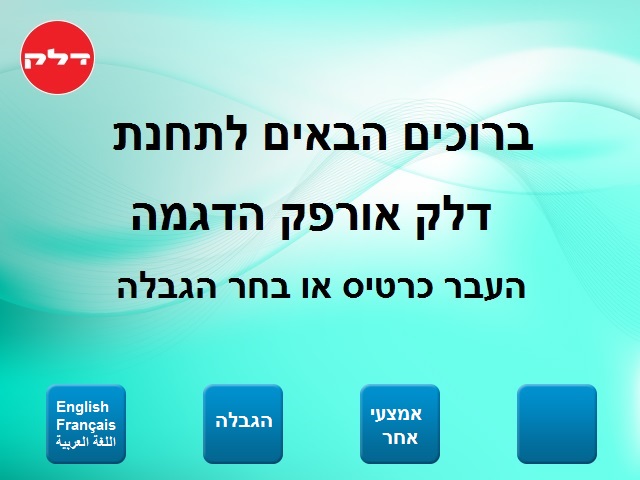 דלק
ברוכים הבאים לתחנת
דלק אורפק הדגמה
העבר כרטיס או בחר הגבלה
English
Français
اللغة العربية
הגבלה
אמצעי
אחר